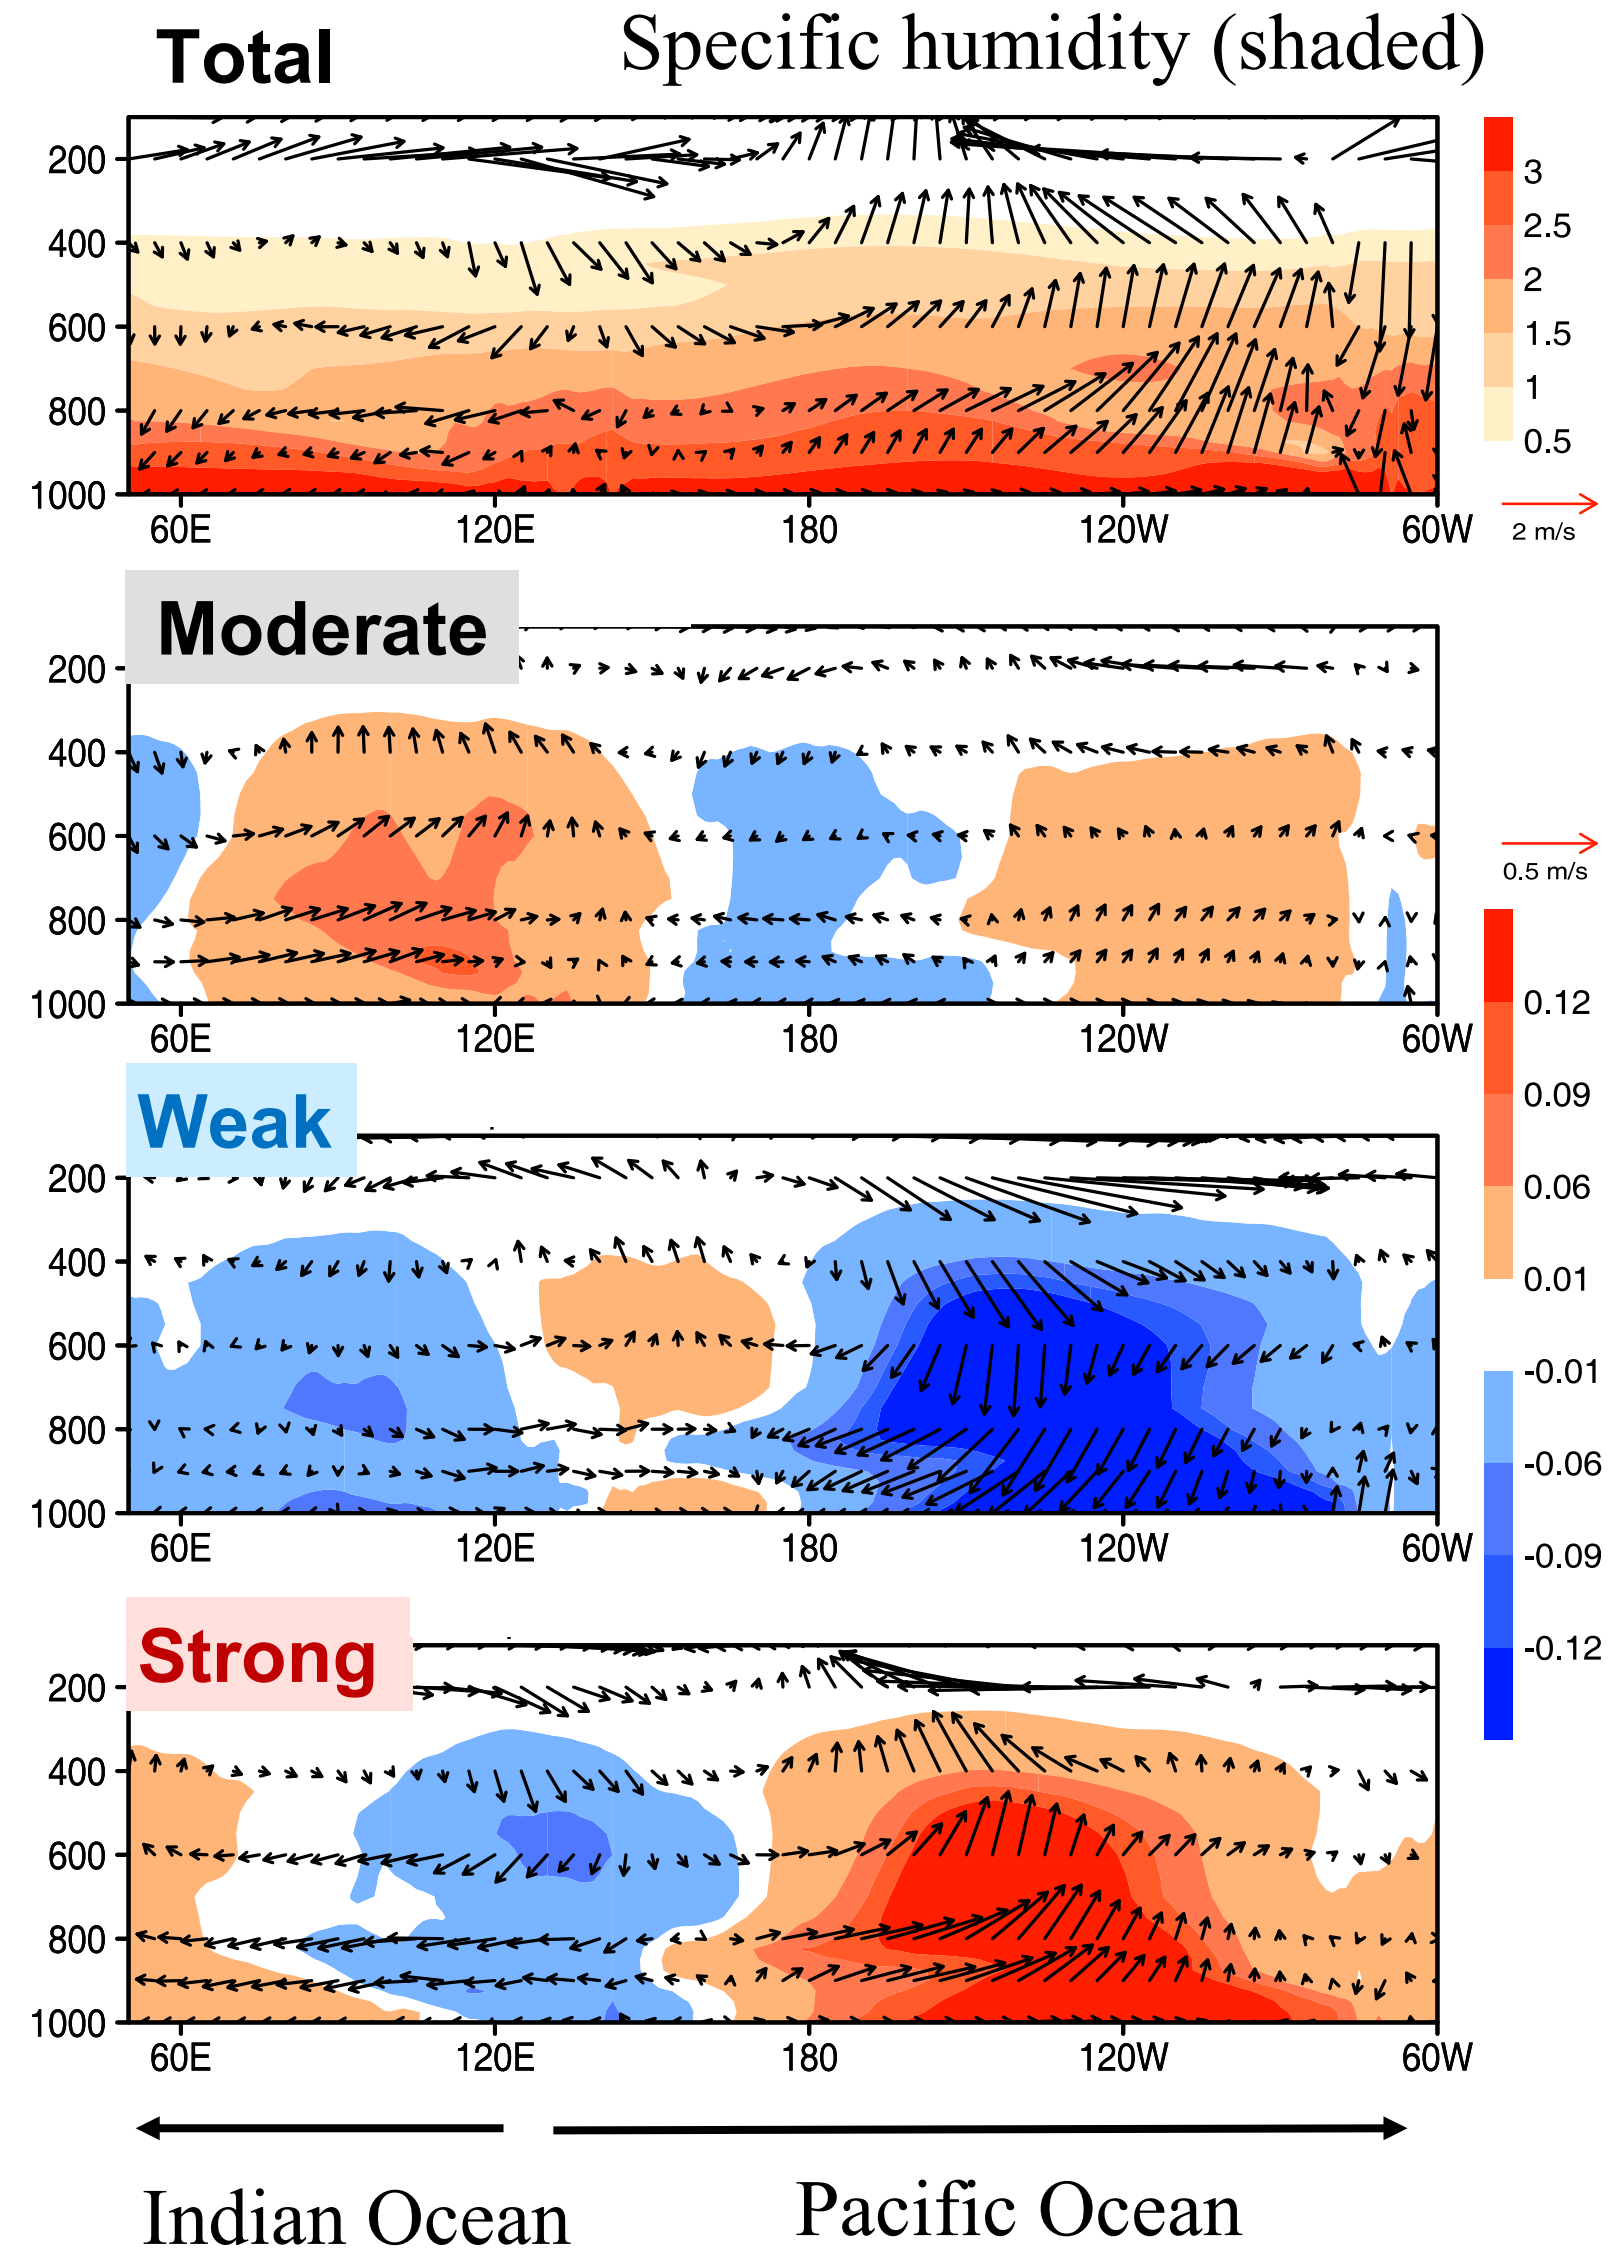 Total
Specific humidity (shaded)
200
400
600
800
1000
60E 120E 180 120W 60W
3
2.5
2
1.5
1
0.5
2 m/s
Moderate
200
400
600
800
1000
60E 120E 180 120W 60W
0.5 m/s
Weak
200
400
600
800
1000
60E 120E 180 120W 60W
0.12
0.09
0.06
0.01
-0.01
-0.06
-0.09
-0.12
Strong
200
400
600
800
1000
60E 120E 180 120W 60W
Indian Ocean
Pacific Ocean